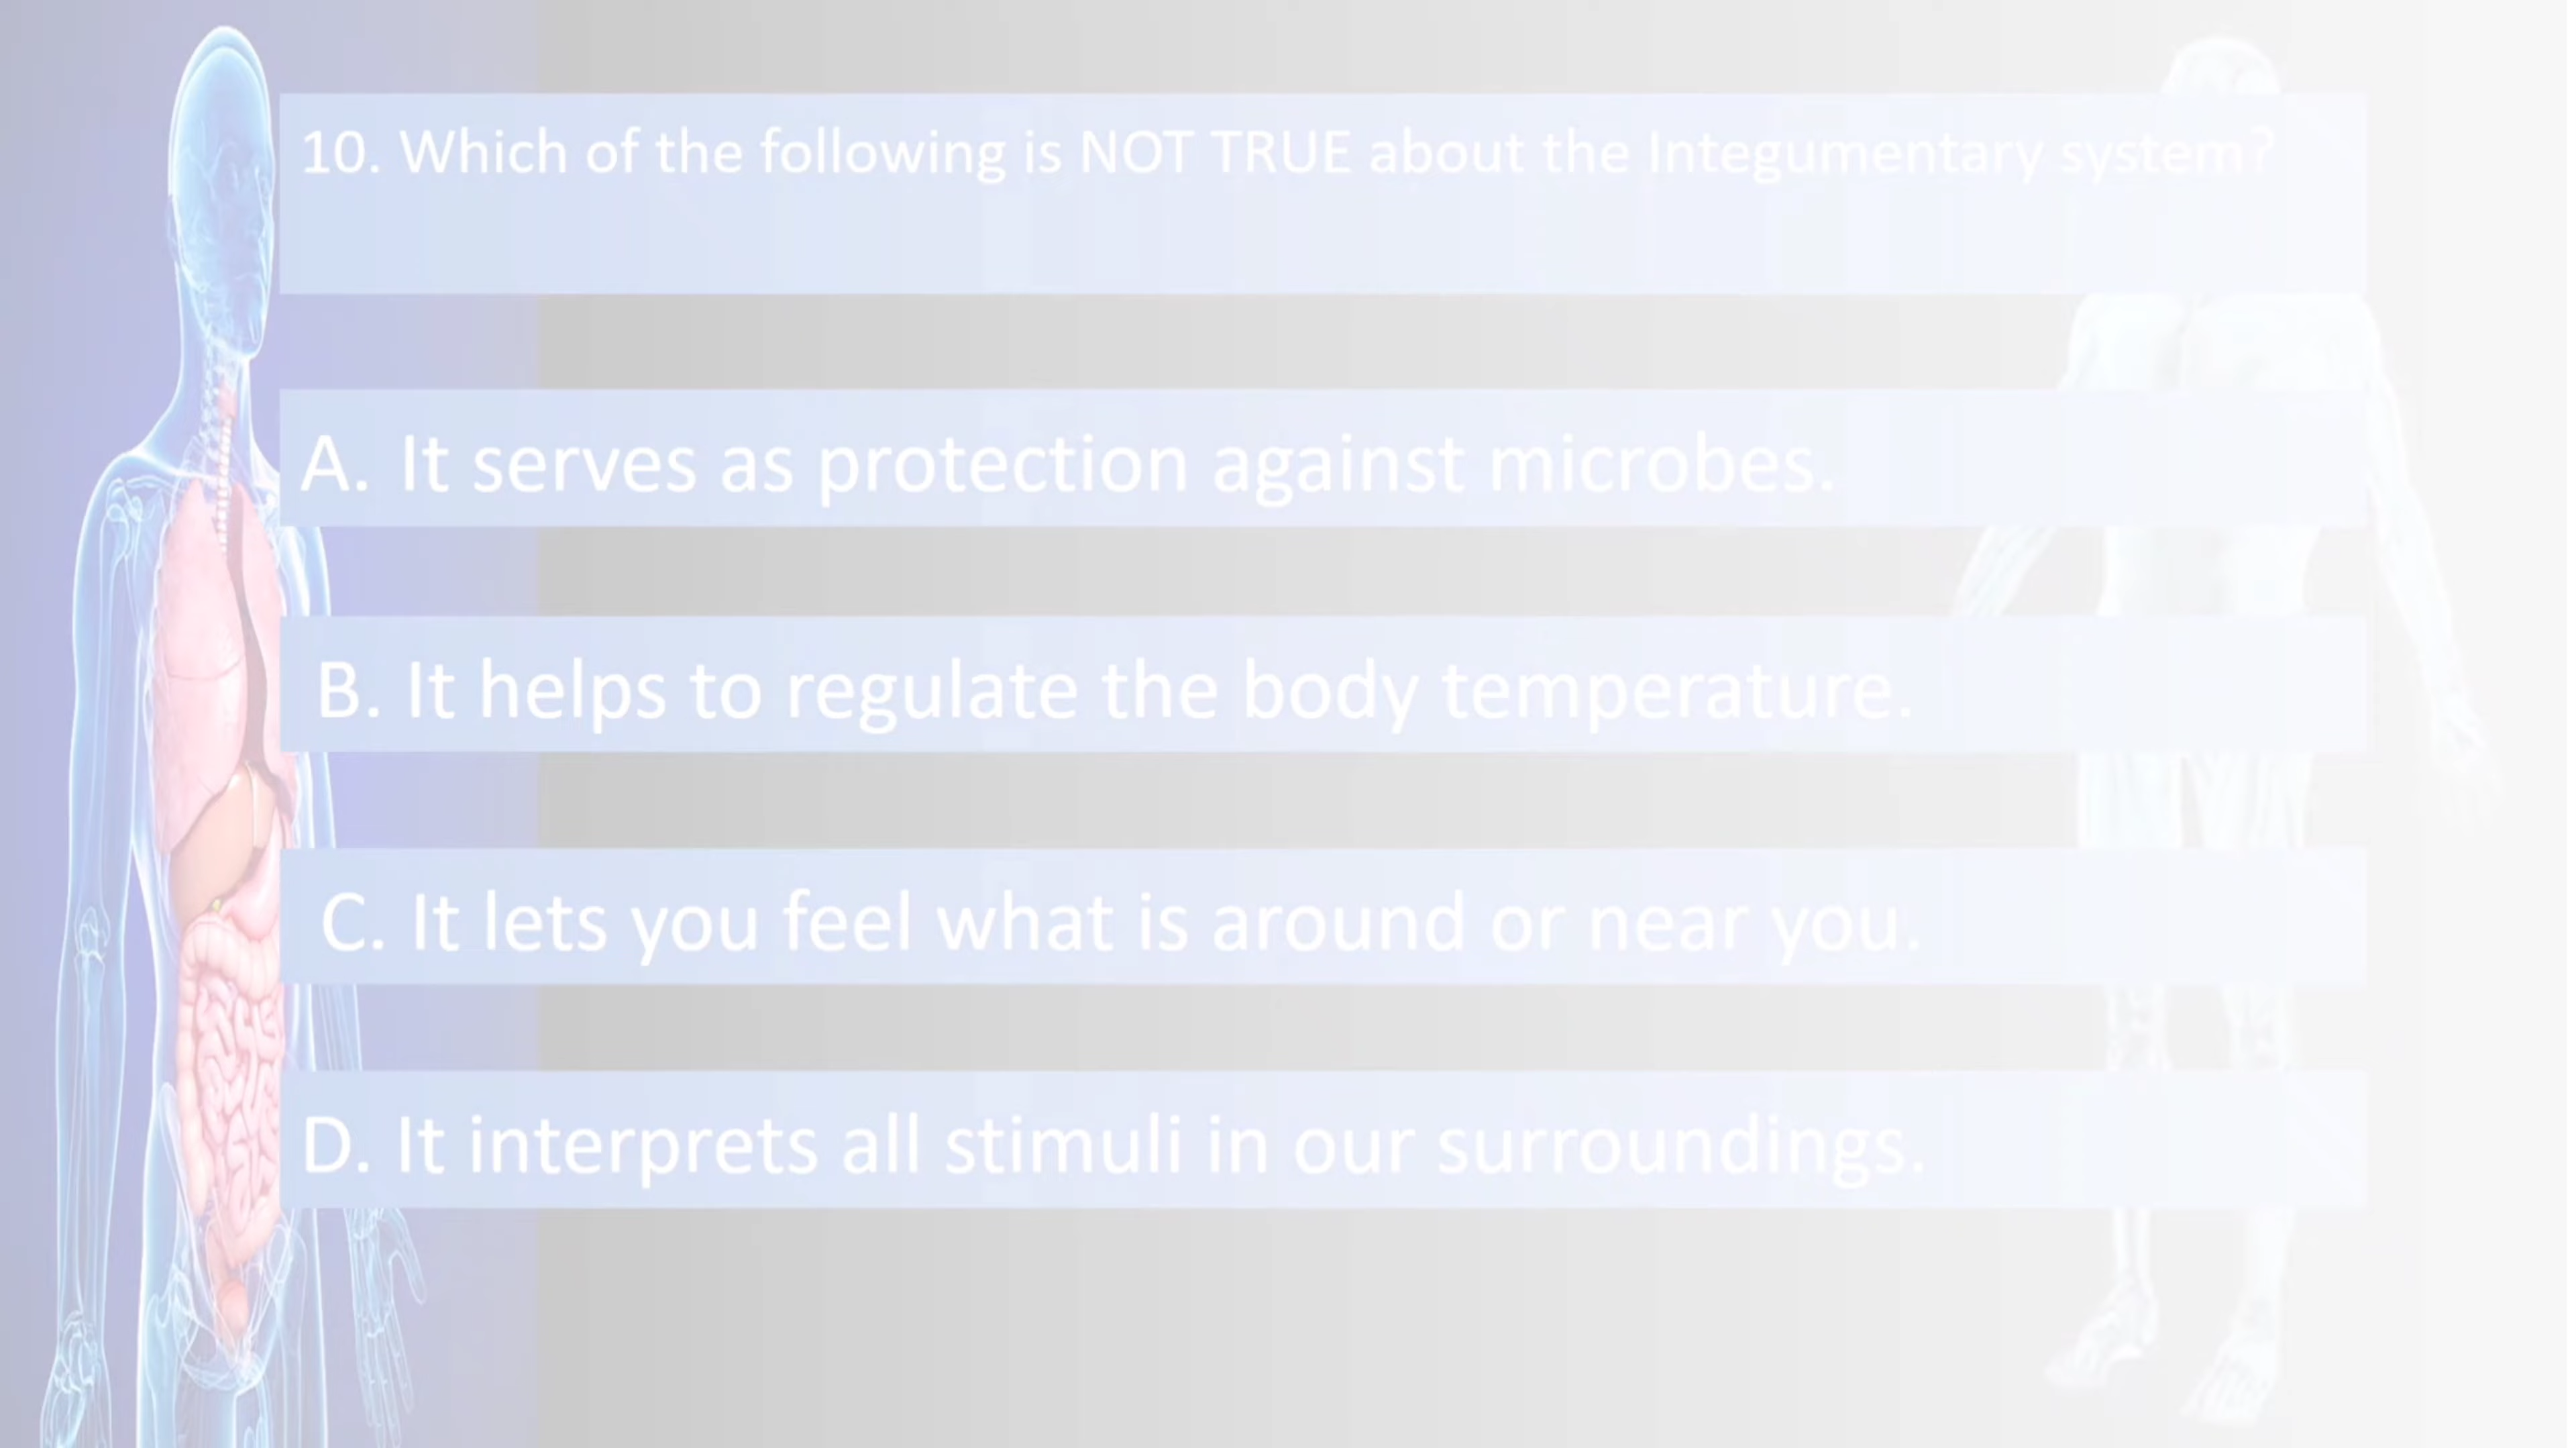 10. Which of the following is NOT TRUE about the Integumentary system?
A. It serves as protection against microbes.
B. It helps to regulate the body temperature.
C. It lets you feel what is around or near you.
D. It interprets all stimuli in our surroundings.